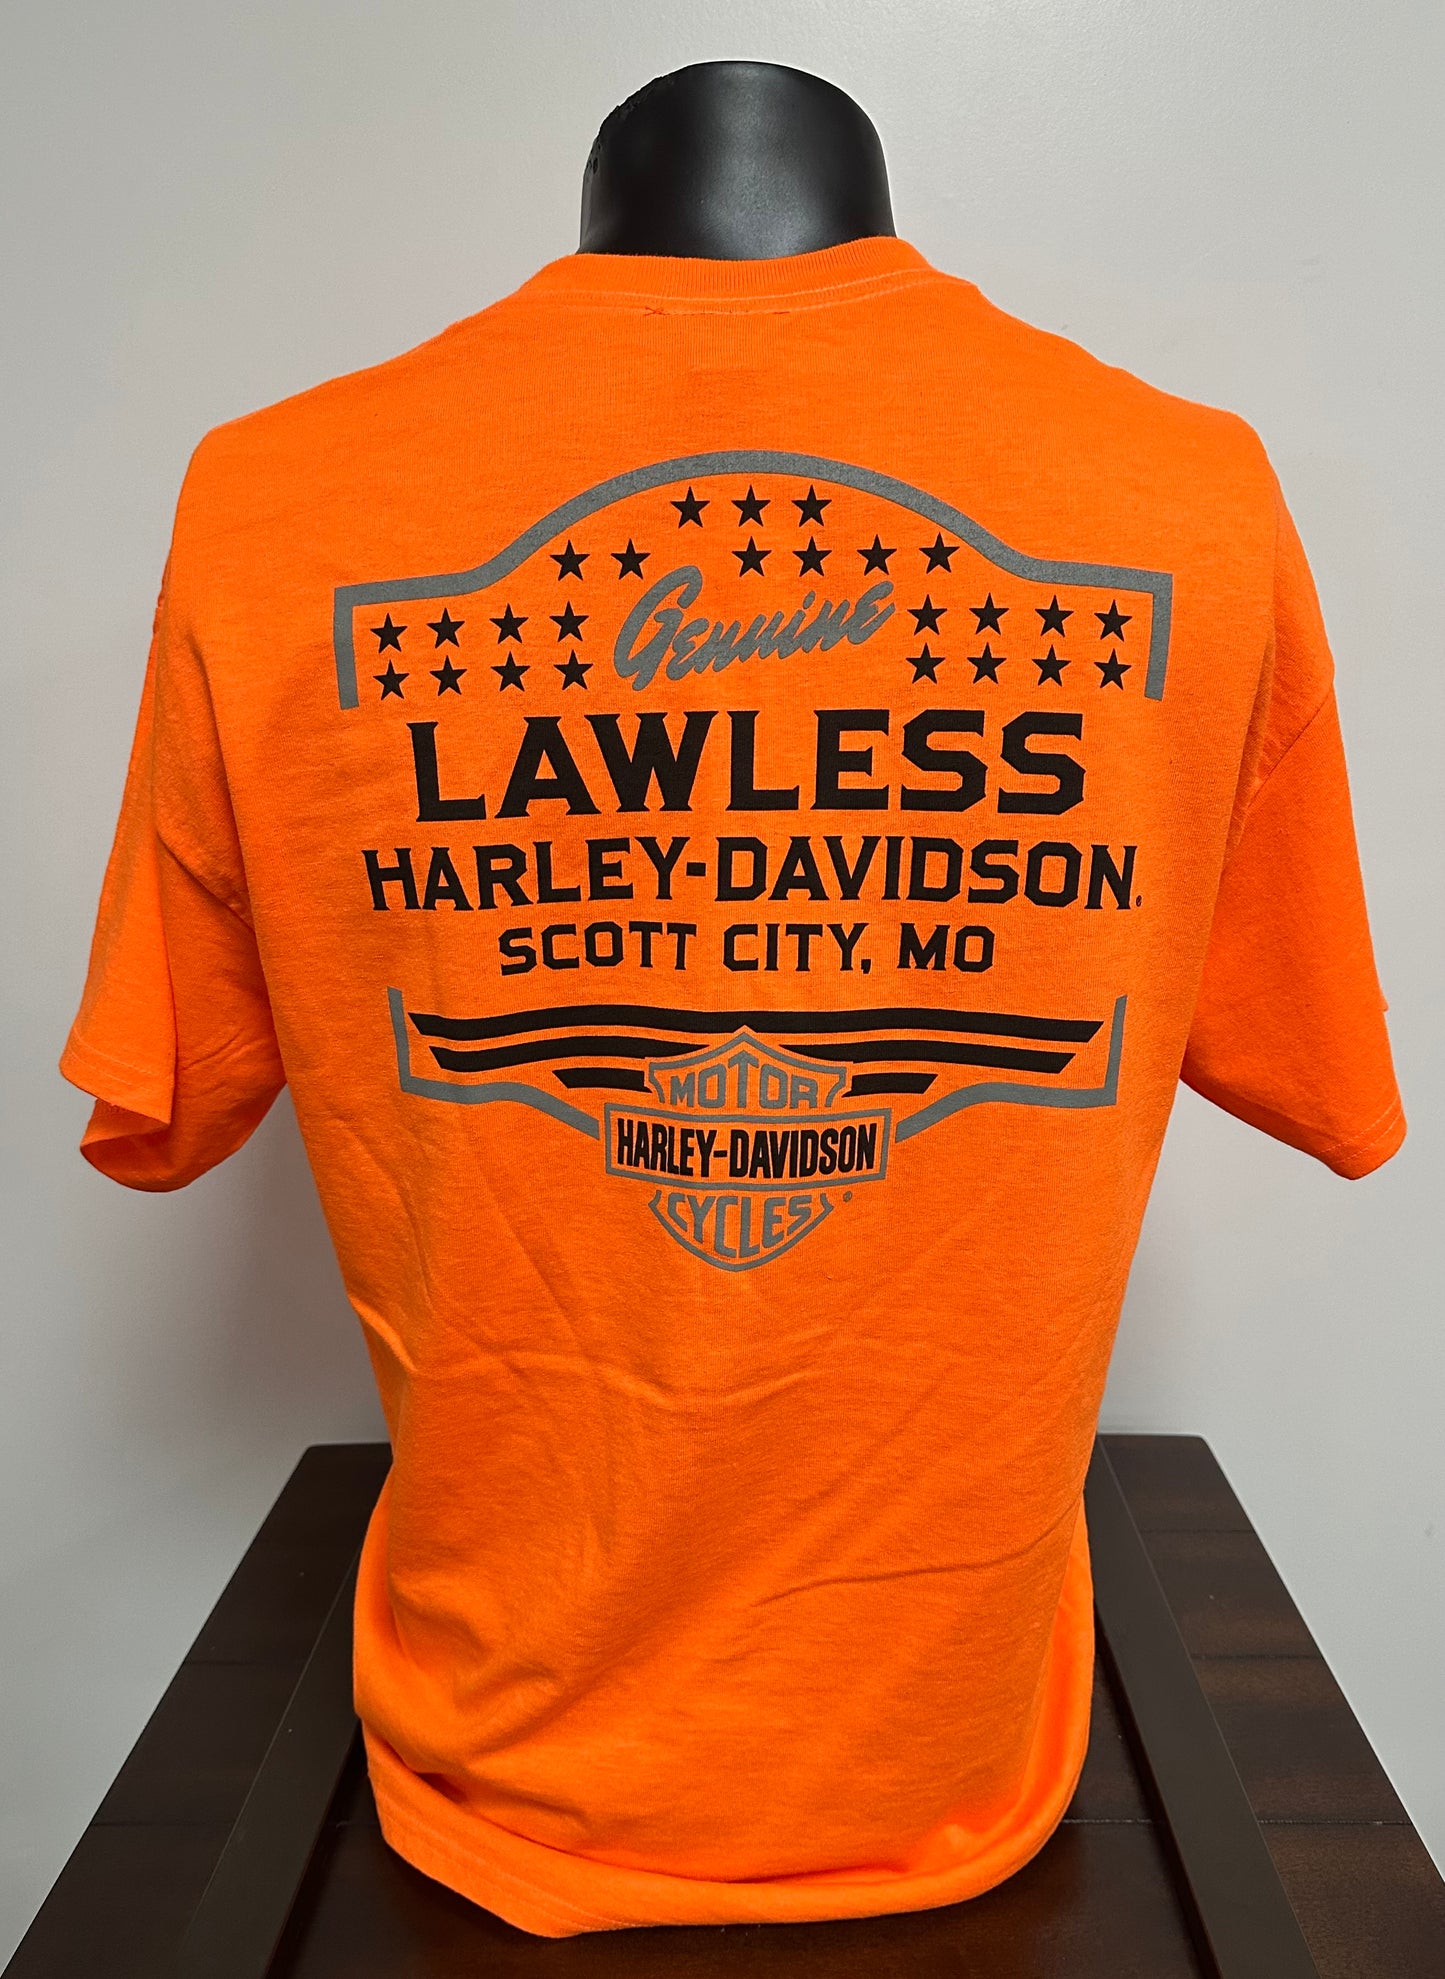 Genuine
LAWLESS
HARLEY-DAVIDSON®
SCOTT CITY, MO
MOTOR
HARLEY-DAVIDSON
CYCLES®